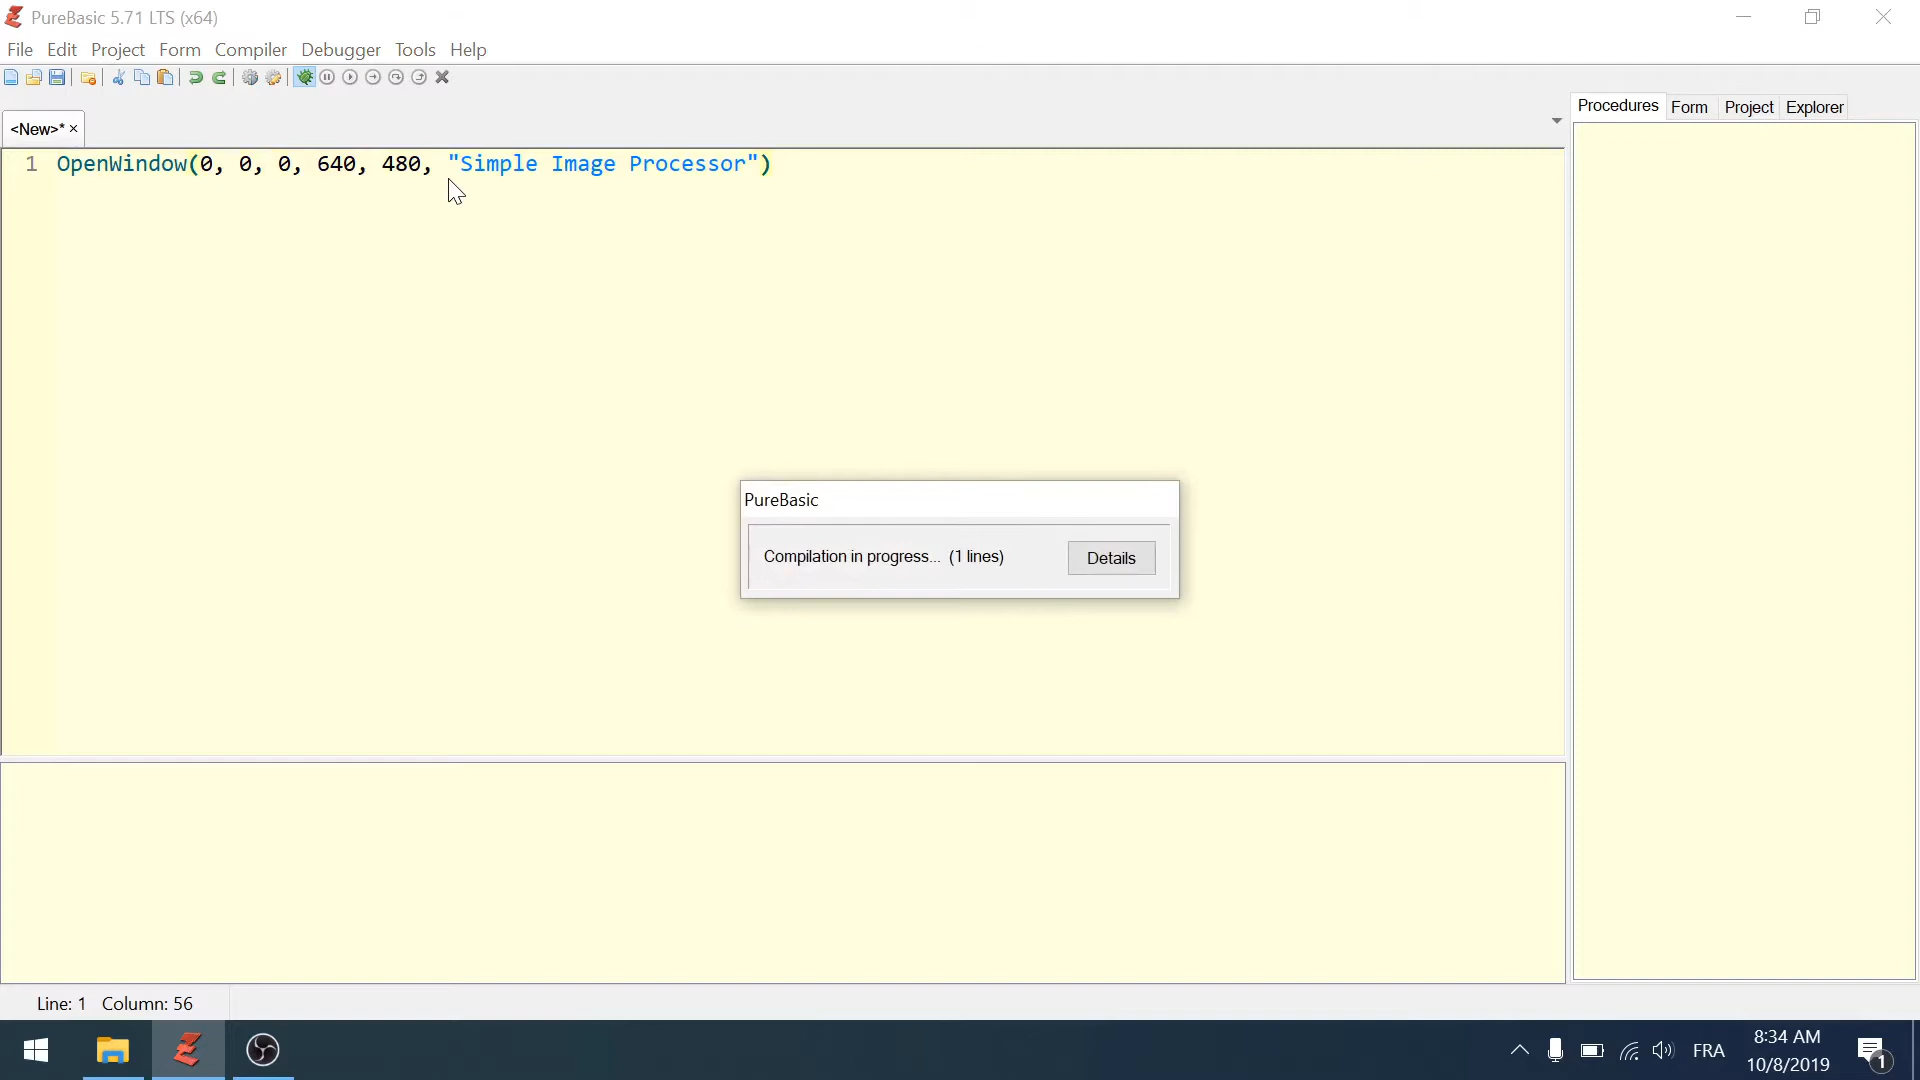 PureBasic 5.71 LTS (x64)
File Edit Project Form Compiler Debugger Tools Help
<New>* ×
Procedures Form Project Explorer
1 OpenWindow(0, 0, 0, 640, 480, "Simple Image Processor")
PureBasic
Compilation in progress... (1 lines)
Details
Line: 1 Column: 56
FRA
8:34 AM
10/8/2019
1